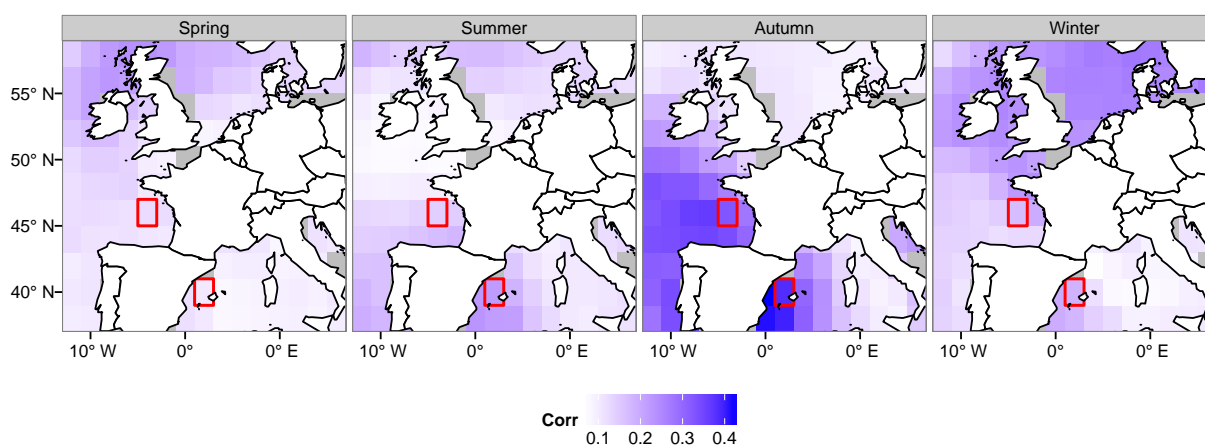 Spring Summer Autumn Winter
55° N
50° N
45° N
40° N
10° W 0° 0° E 10° W 0° 0° E 10° W 0° 0° E 10° W 0° 0° E
Corr
0.1 0.2 0.3 0.4